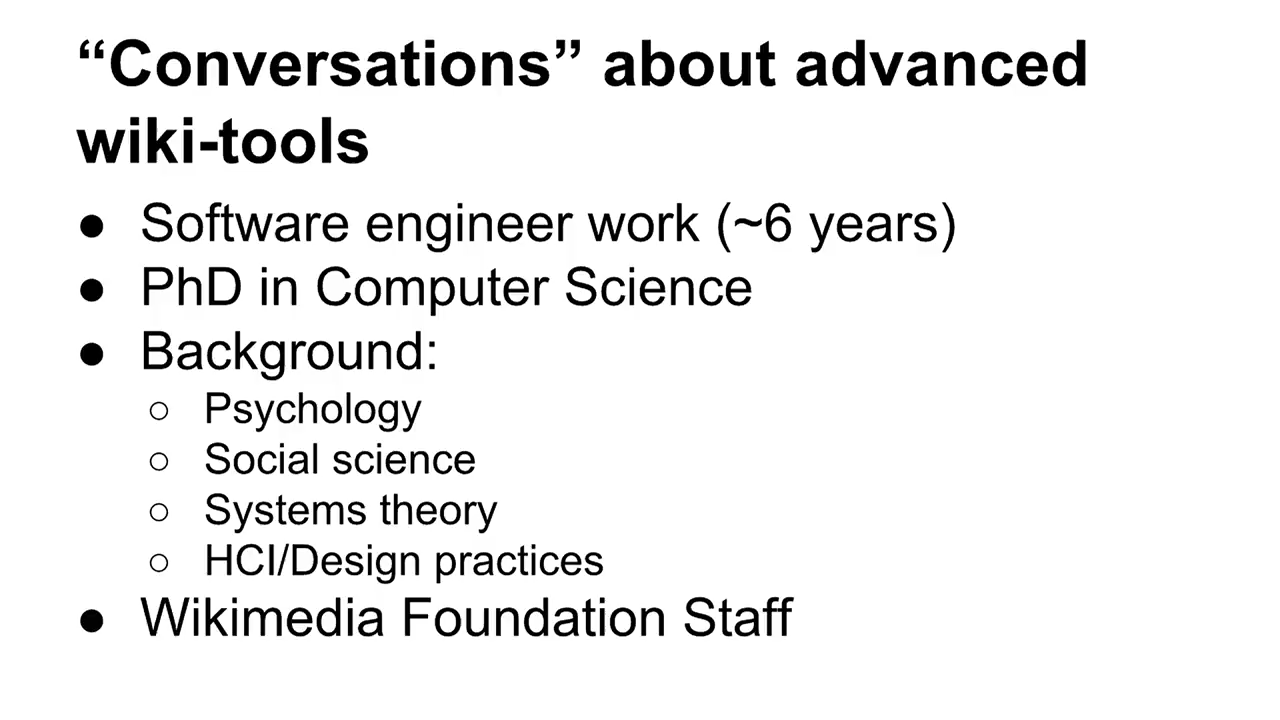 “Conversations” about advanced
wiki-tools
● Software engineer work (~6 years)
● PhD in Computer Science
● Background:
○ Psychology
○ Social science
○ Systems theory
○ HCI/Design practices
● Wikimedia Foundation Staff